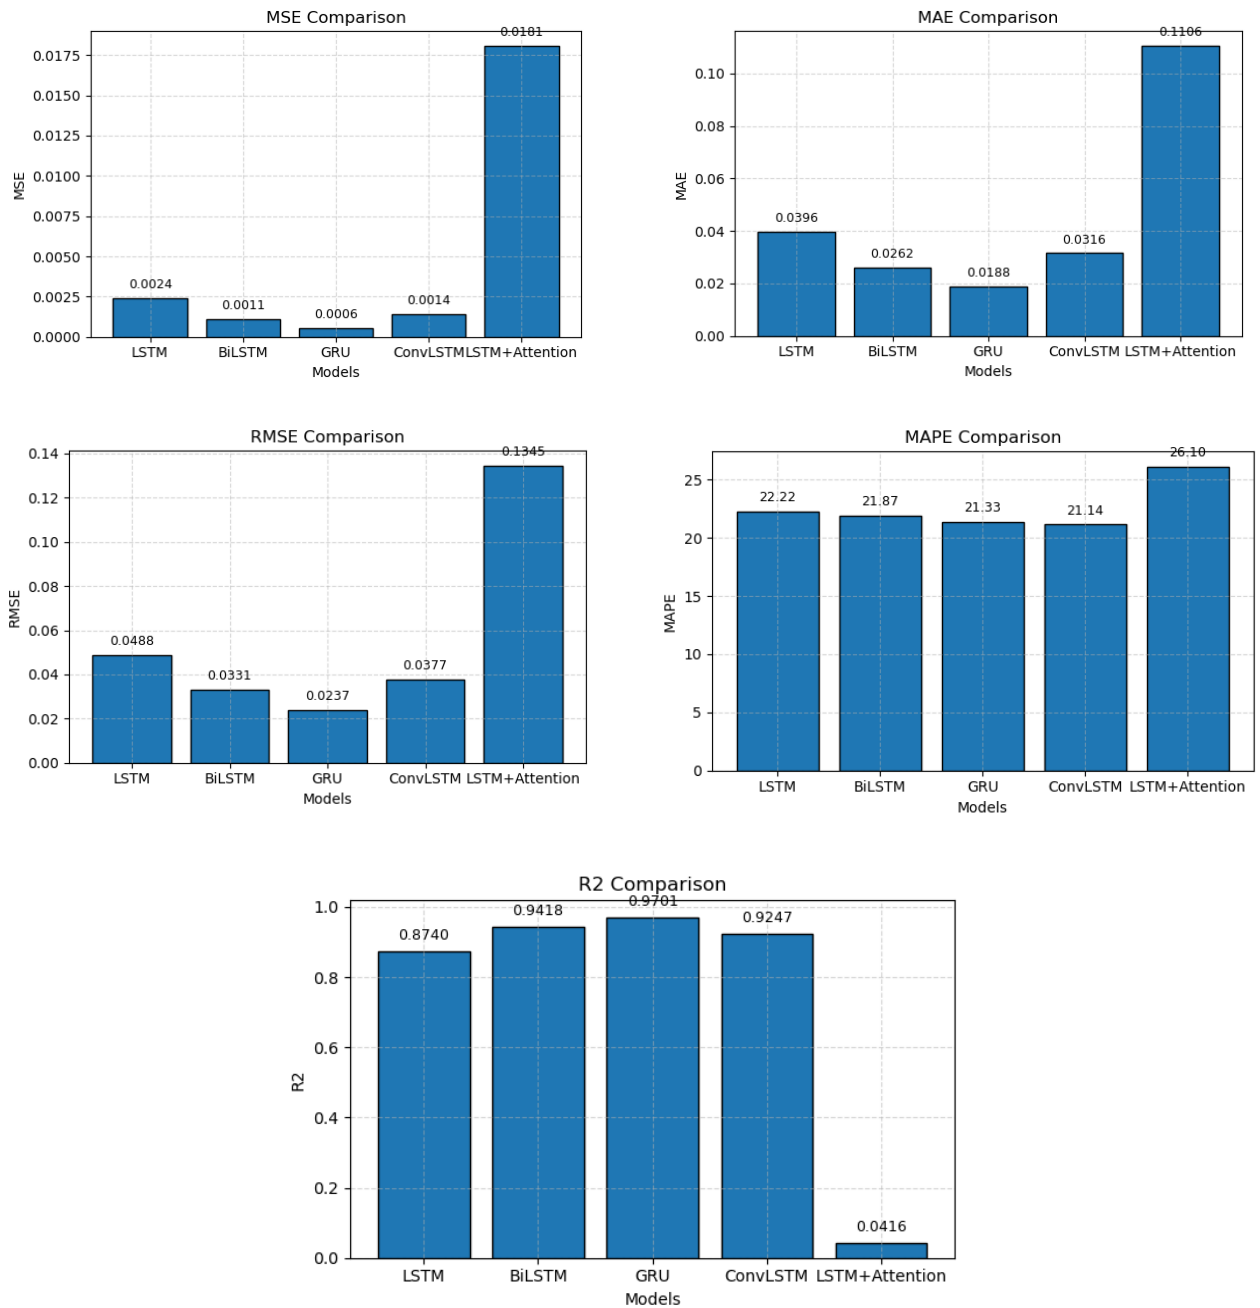 MSE Comparison
0.0181
0.0175
0.0150
0.0125
0.0100
0.0075
0.0050
0.0025
0.0000
MSE
0.0024
0.0011
0.0006
0.0014
LSTM BiLSTM GRU ConvLSTM LSTM+Attention
Models
MAE Comparison
0.1106
0.10
0.08
0.06
0.04
0.02
0.00
MAE
0.0396
0.0262
0.0188
0.0316
LSTM BiLSTM GRU ConvLSTM LSTM+Attention
Models
RMSE Comparison
0.1345
0.14
0.12
0.10
0.08
0.06
0.04
0.02
0.00
RMSE
0.0488
0.0331
0.0237
0.0377
LSTM BiLSTM GRU ConvLSTM LSTM+Attention
Models
MAPE Comparison
26.10
25
20
15
10
5
0
MAPE
22.22
21.87
21.33
21.14
LSTM BiLSTM GRU ConvLSTM LSTM+Attention
Models
R2 Comparison
1.0
0.8
0.6
0.4
0.2
0.0
R2
0.8740
0.9418
0.9701
0.9247
0.0416
LSTM BiLSTM GRU ConvLSTM LSTM+Attention
Models